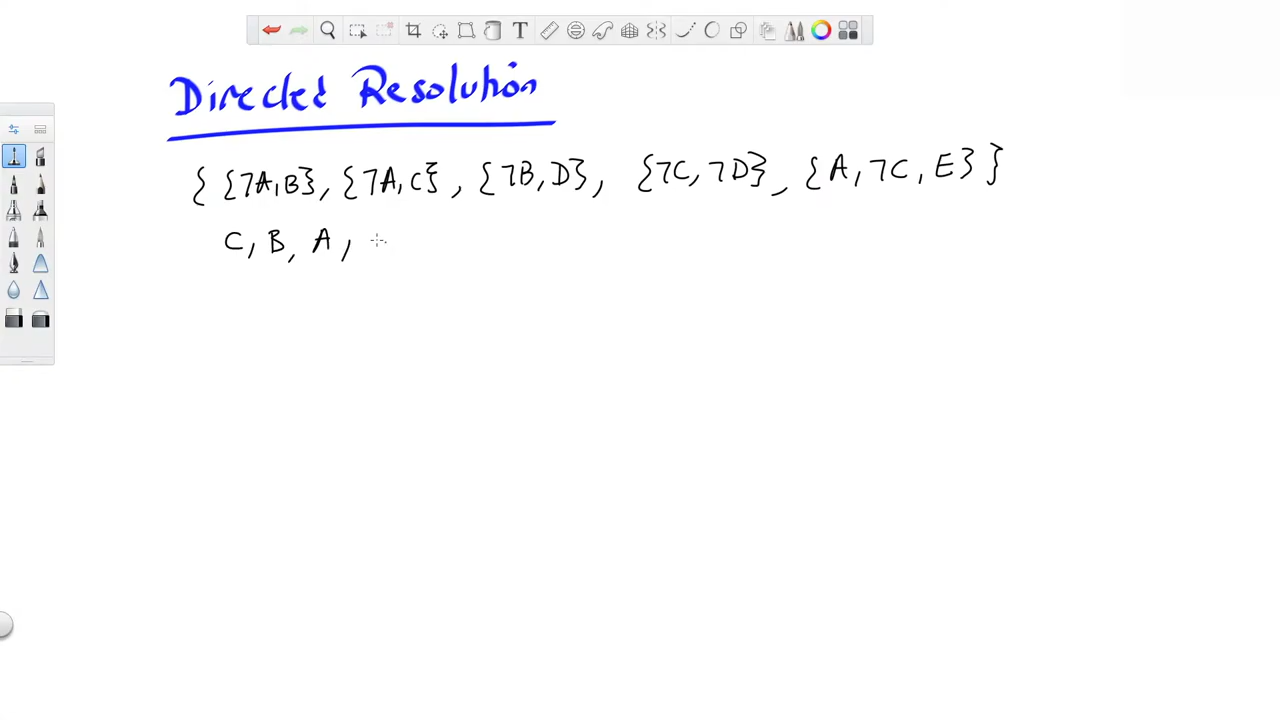 Directed Resolution
{ {¬A,B}, {¬A,C}, {¬B,D}, {¬C,¬D}, {A,¬C,E} }
C, B, A,